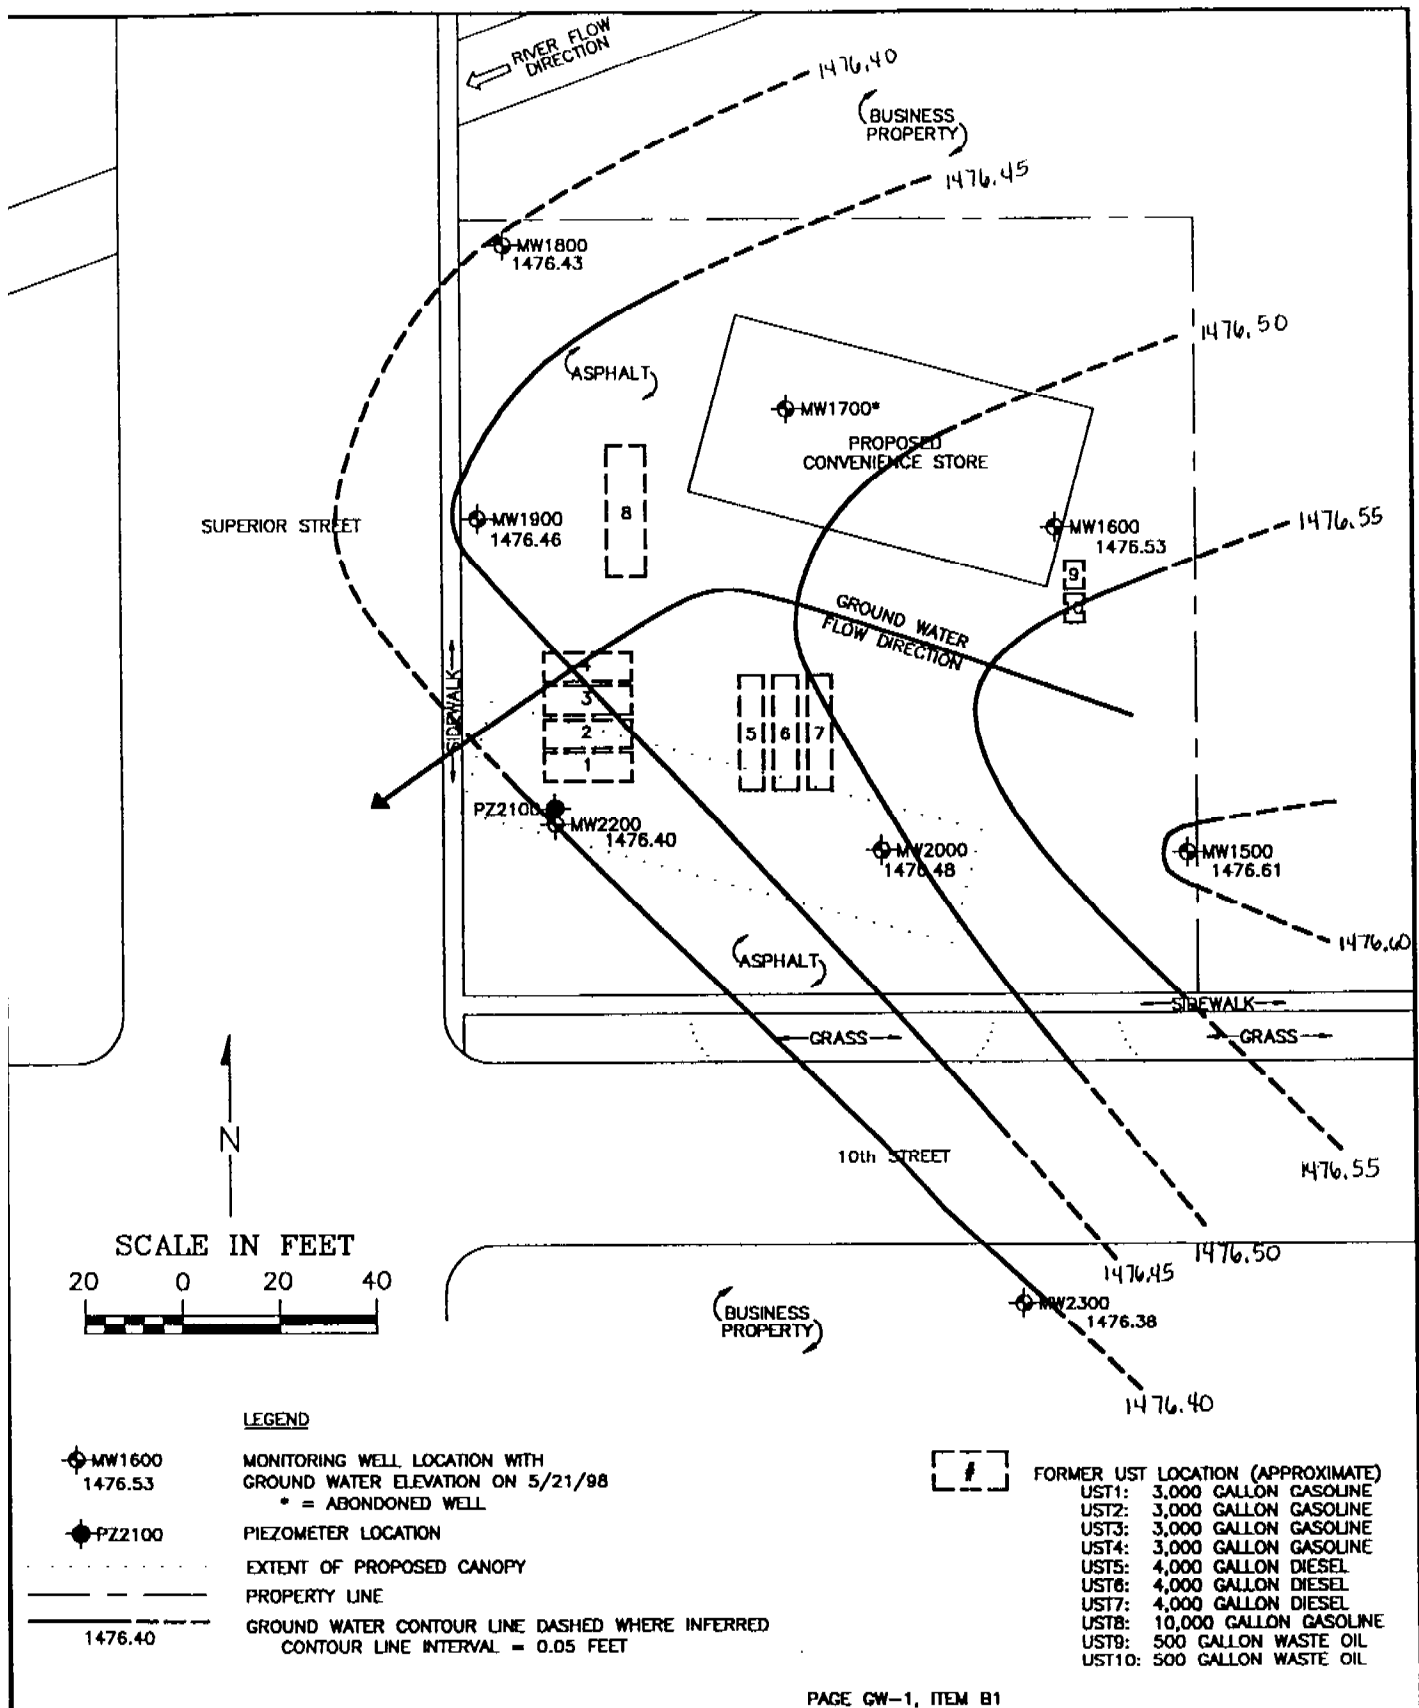 RIVER FLOW
DIRECTION
1476.40
BUSINESS
PROPERTY
1476.45
MW1800
1476.43
1476.50
ASPHALT
MW1700*
PROPOSED
CONVENIENCE STORE
SUPERIOR STREET
MW1900
1476.46
8
MW1600
1476.53
1476.55
9
GROUND WATER
FLOW DIRECTION
SIDEWALK
4
3
2
1
5
6
7
PZ2100
MW2200
1476.40
MW2000
1476.48
MW1500
1476.61
1476.60
ASPHALT
SIDEWALK
GRASS
GRASS
N
10th STREET
1476.55
1476.50
1476.45
SCALE IN FEET
20 0 20 40
MW2300
1476.38
BUSINESS
PROPERTY
1476.40
LEGEND
MW1600
1476.53
MONITORING WELL LOCATION WITH
GROUND WATER ELEVATION ON 5/21/98
* = ABONDONED WELL
PZ2100
PIEZOMETER LOCATION
EXTENT OF PROPOSED CANOPY
PROPERTY LINE
1476.40
GROUND WATER CONTOUR LINE DASHED WHERE INFERRED
CONTOUR LINE INTERVAL = 0.05 FEET
#
FORMER UST LOCATION (APPROXIMATE)
UST1: 3,000 GALLON GASOLINE
UST2: 3,000 GALLON GASOLINE
UST3: 3,000 GALLON GASOLINE
UST4: 3,000 GALLON GASOLINE
UST5: 4,000 GALLON DIESEL
UST6: 4,000 GALLON DIESEL
UST7: 4,000 GALLON DIESEL
UST8: 10,000 GALLON GASOLINE
UST9: 500 GALLON WASTE OIL
UST10: 500 GALLON WASTE OIL
PAGE GW-1, ITEM B1